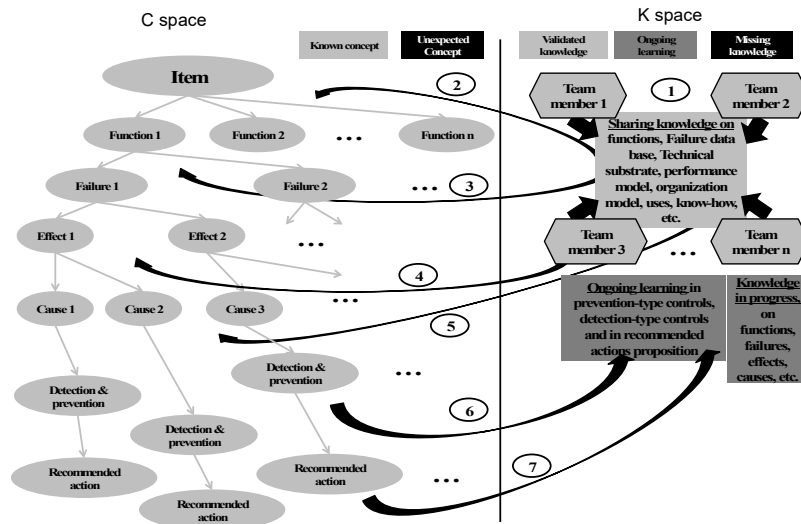 C space
K space
Known concept
Unexpected
Concept
Validated
knowledge
Ongoing
learning
Missing
knowledge
Item
2
1
Team
member 1
Team
member 2
Function 1
Function 2
...
Function n
Sharing knowledge on
functions, Failure data
base, Technical
substrate, performance
model, organization
model, uses, know-how,
etc.
Failure 1
Failure 2
...
3
Effect 1
Effect 2
...
Team
member 3
...
Team
member n
4
Cause 1
Cause 2
Cause 3
...
5
Ongoing learning in
prevention-type controls,
detection-type controls
and in recommended
actions proposition
Knowledge
in progress,
on
functions,
failures,
effects,
causes, etc.
Detection &
prevention
Detection &
prevention
...
6
Detection &
prevention
Recommended
action
Recommended
action
...
7
Recommended
action